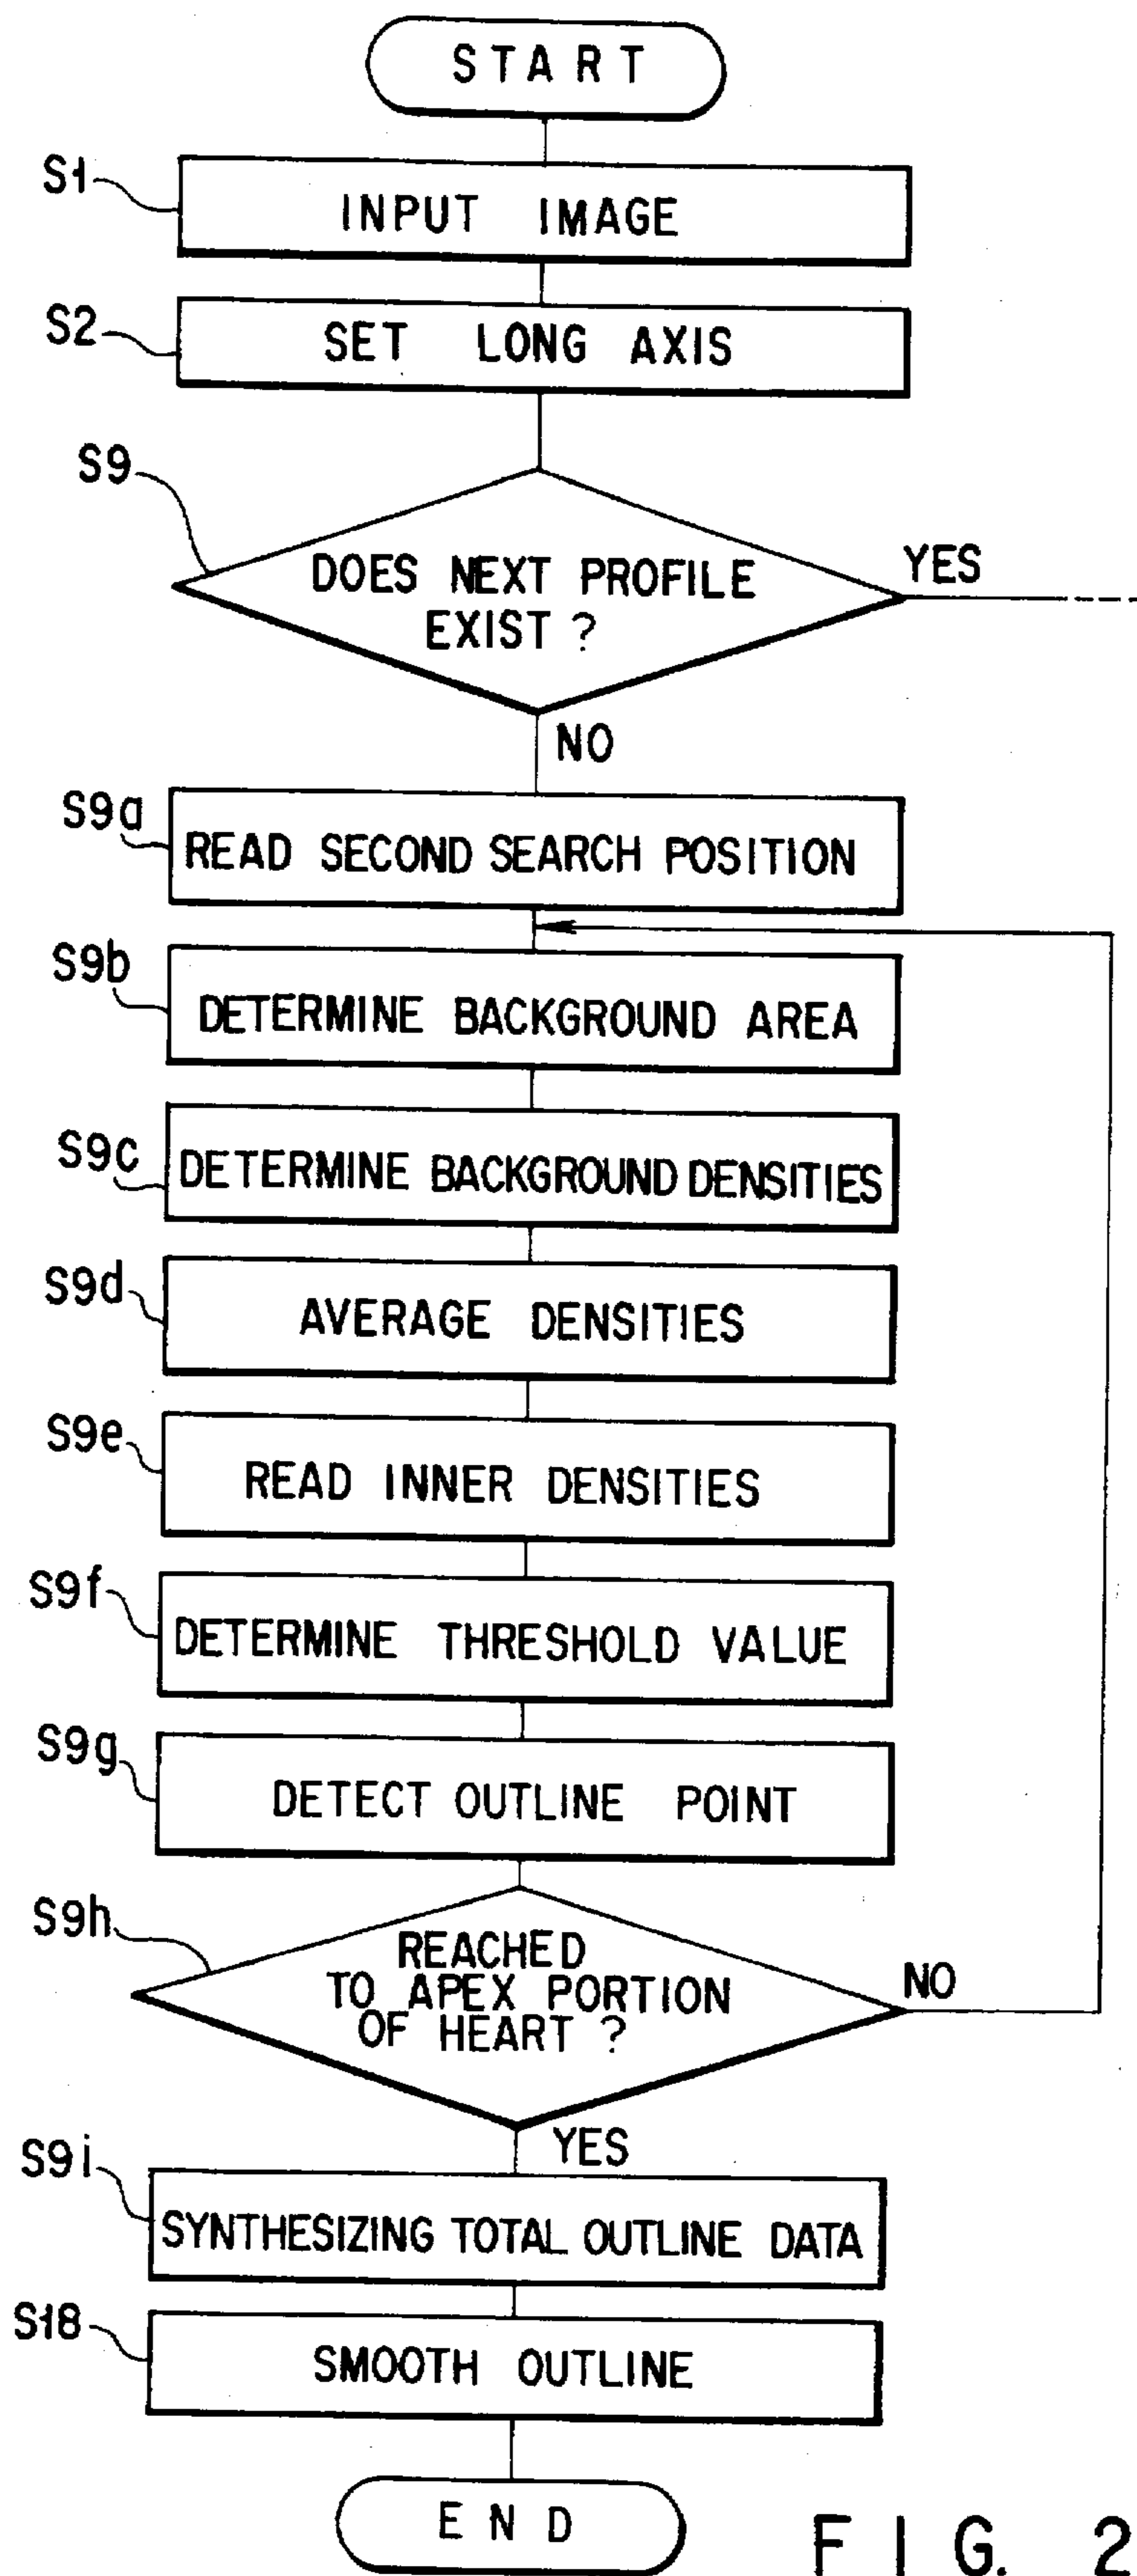 START
S1
INPUT IMAGE
S2
SET LONG AXIS
S9
DOES NEXT PROFILE
EXIST ?
YES
NO
S9a
READ SECOND SEARCH POSITION
S9b
DETERMINE BACKGROUND AREA
S9c
DETERMINE BACKGROUND DENSITIES
S9d
AVERAGE DENSITIES
S9e
READ INNER DENSITIES
S9f
DETERMINE THRESHOLD VALUE
S9g
DETECT OUTLINE POINT
S9h
REACHED
TO APEX PORTION
OF HEART ?
NO
YES
S9i
SYNTHESIZING TOTAL OUTLINE DATA
S18
SMOOTH OUTLINE
END
FIG. 2